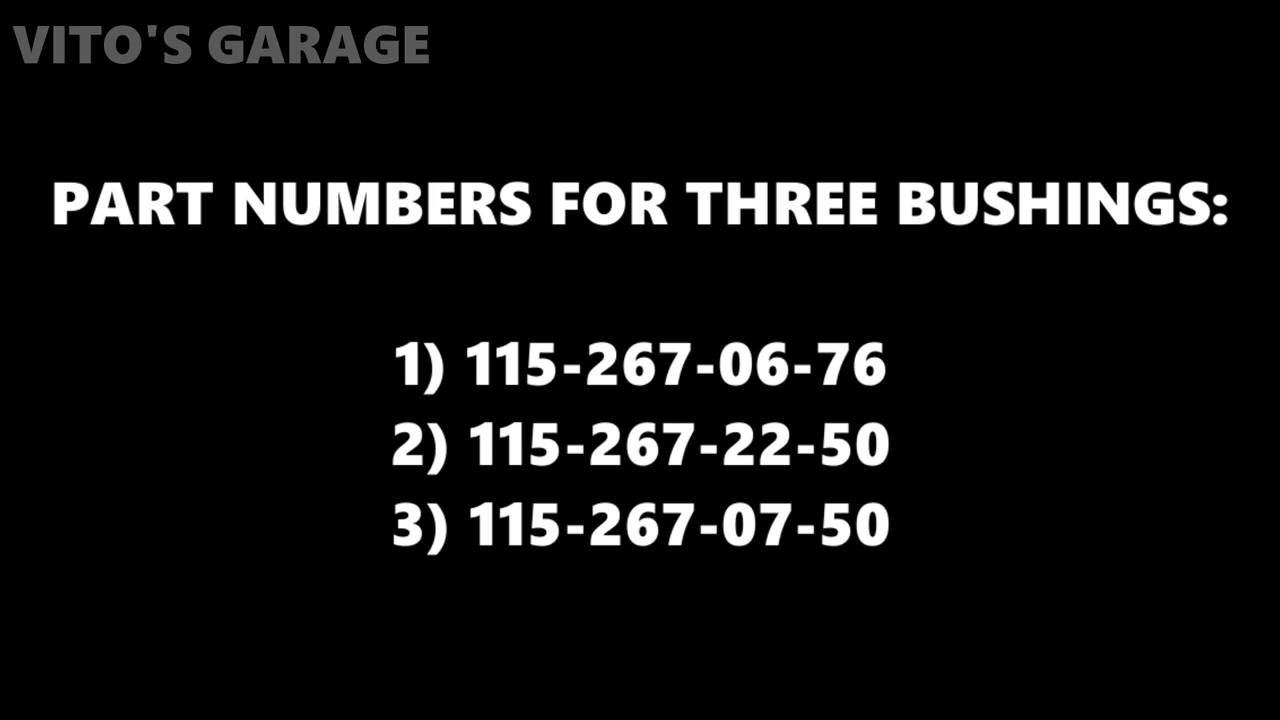 VITO'S GARAGE
PART NUMBERS FOR THREE BUSHINGS:
1) 115-267-06-76
2) 115-267-22-50
3) 115-267-07-50